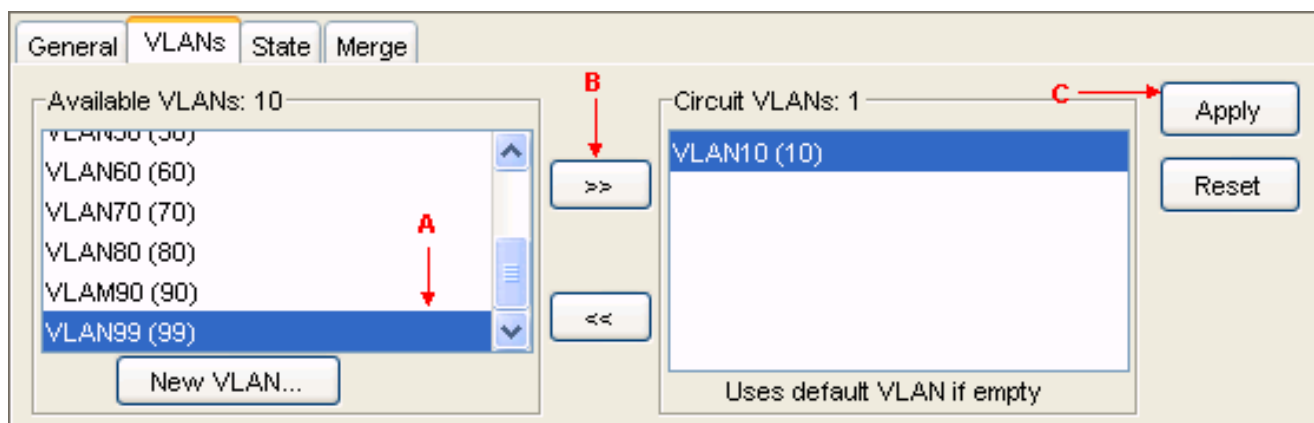 General VLANs State Merge
Available VLANs: 10
VLAN60 (60)
VLAN70 (70)
VLAN80 (80)
VLAM90 (90)
VLAN99 (99)
New VLAN...
A
B
>>
<<
Circuit VLANs: 1
VLAN10 (10)
Uses default VLAN if empty
C
Apply
Reset